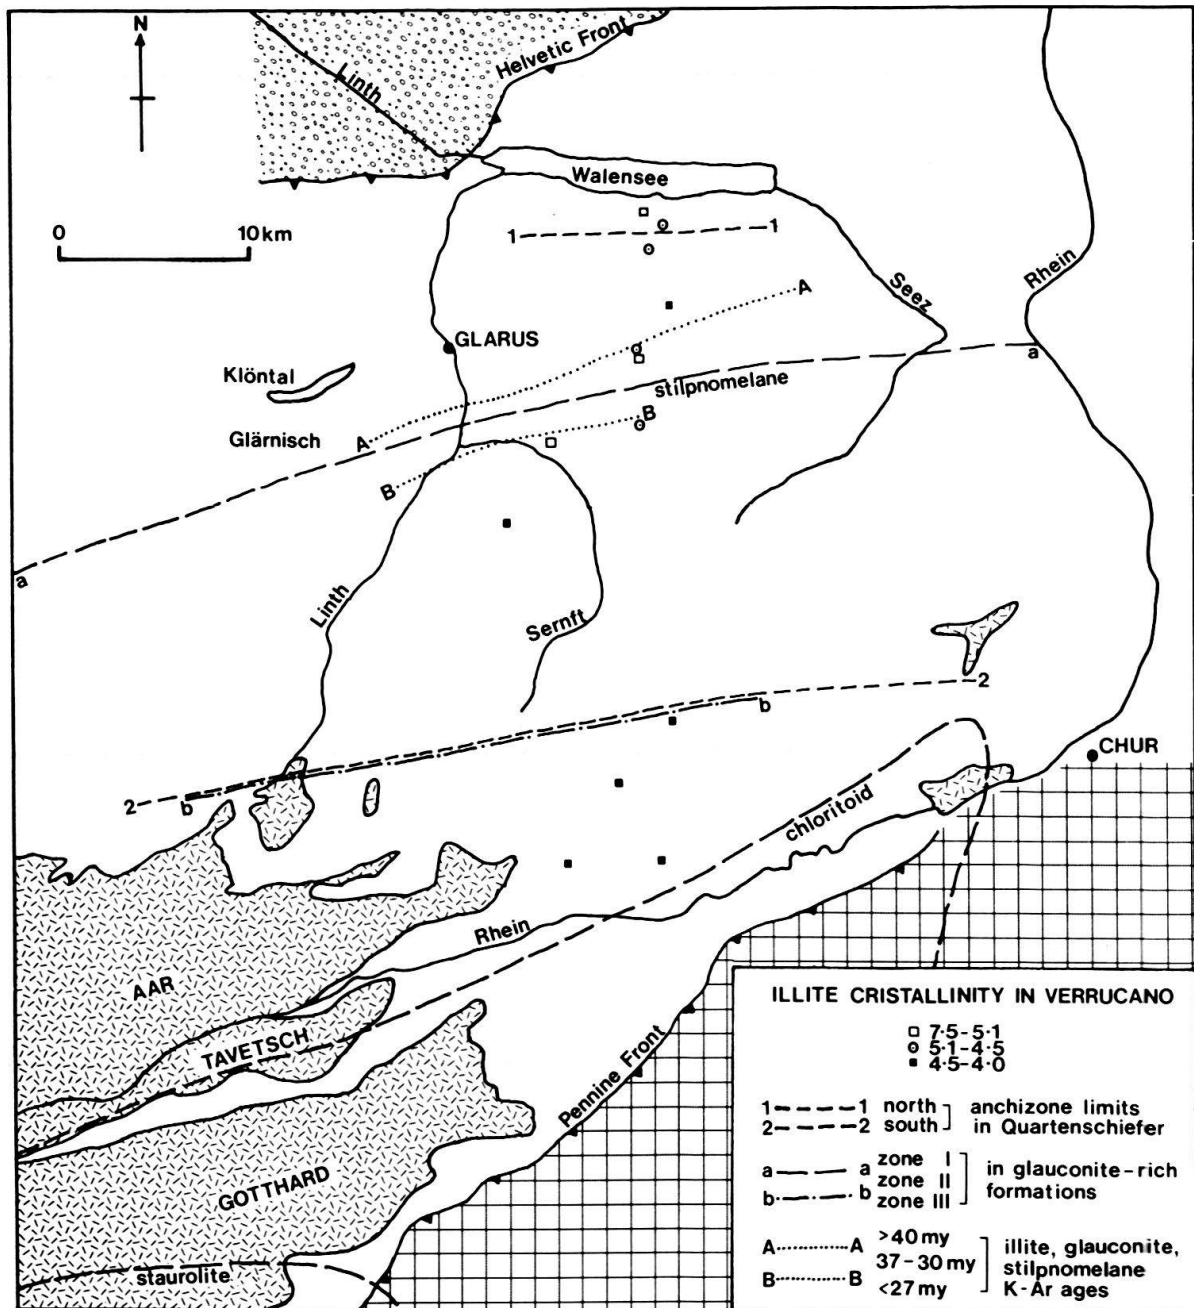 N
Linth
Helvetic Front
Walensee
0 10 km
1 1
Rhein
Seez
A
GLARUS
a
Klöntal
stilpnomelane
B
Glärnisch
A
B
a
Linth
Sernft
2
b
CHUR
2
b
chloritoid
Rhein
AAR
TAVETSCH
Pennine Front
GOTTHARD
staurolite
ILLITE CRISTALLINITY IN VERRUCANO
7·5-5·1
5·1-4·5
4·5-4·0
1 1 north anchizone limits
2 2 south in Quartenschiefer
a a zone I in glauconite-rich
zone II formations
b b zone III
A A >40 my illite, glauconite,
37-30 my stilpnomelane
B B <27 my K-Ar ages